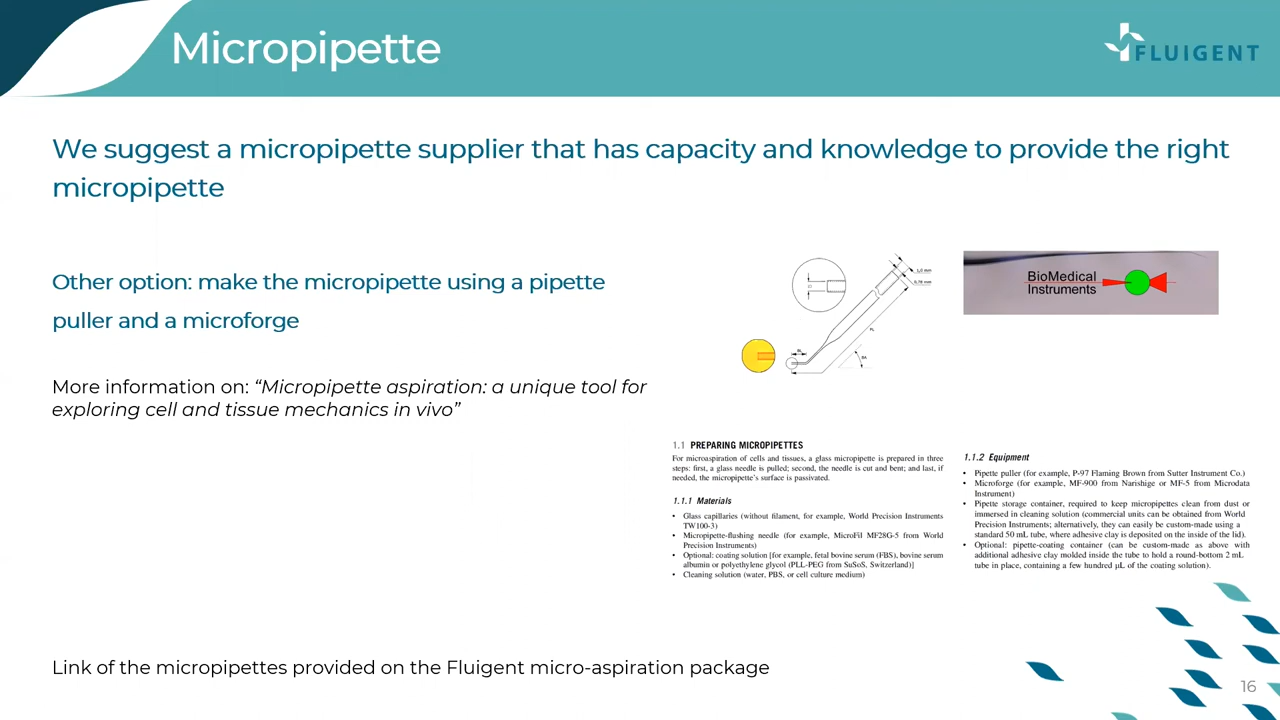 Micropipette
FLUIGENT
We suggest a micropipette supplier that has capacity and knowledge to provide the right
micropipette
Other option: make the micropipette using a pipette
puller and a microforge
More information on: “Micropipette aspiration: a unique tool for
exploring cell and tissue mechanics in vivo”
1,0 mm
0,78 mm
PL
BL
BA
BioMedical
Instruments
1.1 PREPARING MICROPIPETTES
For microaspiration of cells and tissues, a glass micropipette is prepared in three
steps: first, a glass needle is pulled; second, the needle is cut and bent; and last, if
needed, the micropipette’s surface is passivated.
1.1.1 Materials
• Glass capillaries (without filament, for example, World Precision Instruments
TW100-3)
• Micropipette-flushing needle (for example, MicroFil MF28G-5 from World
Precision Instruments)
• Optional: coating solution [for example, fetal bovine serum (FBS), bovine serum
albumin or polyethylene glycol (PLL-PEG from SuSoS, Switzerland)]
• Cleaning solution (water, PBS, or cell culture medium)
1.1.2 Equipment
• Pipette puller (for example, P-97 Flaming Brown from Sutter Instrument Co.)
• Microforge (for example, MF-900 from Narishige or MF-5 from Microdata
Instrument)
• Pipette storage container, required to keep micropipettes clean from dust or
immersed in cleaning solution (commercial units can be obtained from World
Precision Instruments; alternatively, they can easily be custom-made using a
standard 50 mL tube, where adhesive clay is deposited on the inside of the lid).
• Optional: pipette-coating container (can be custom-made as above with
additional adhesive clay molded inside the tube to hold a round-bottom 2 mL
tube in place, containing a few hundred μL of the coating solution).
Link of the micropipettes provided on the Fluigent micro-aspiration package
16